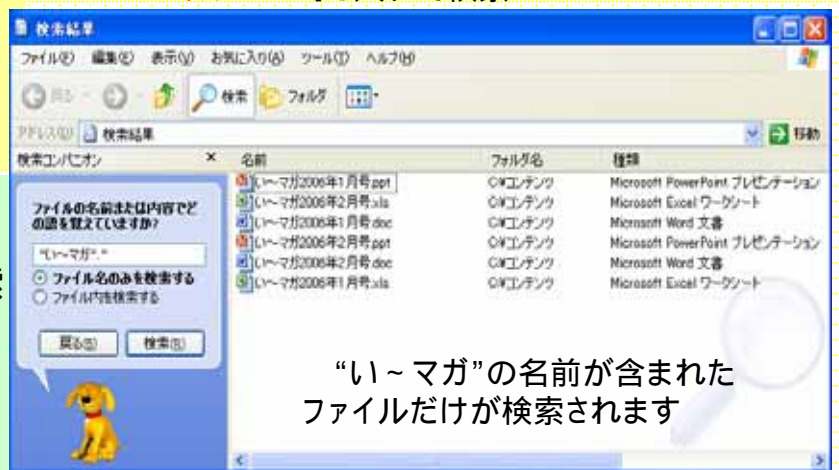 検索結果
ファイル(F) 編集(E) 表示(V) お気に入り(A) ツール(T) ヘルプ(H)
戻る 検索 フォルダ
アドレス(D) 検索結果 移動
検索コンパニオン × 名前 フォルダ名 種類
い～マガ2006年1月号.ppt C:¥コンテンツ Microsoft PowerPoint プレゼンテーション
い～マガ2006年2月号.xls C:¥コンテンツ Microsoft Excel ワークシート
い～マガ2006年1月号.doc C:¥コンテンツ Microsoft Word 文書
い～マガ2006年2月号.ppt C:¥コンテンツ Microsoft PowerPoint プレゼンテーション
い～マガ2006年2月号.doc C:¥コンテンツ Microsoft Word 文書
い～マガ2006年1月号.xls C:¥コンテンツ Microsoft Excel ワークシート
ファイルの名前または内容でど
の語を覚えていますか?
"い～マガ".*
ファイル名のみを検索する
ファイル内を検索する
戻る(B) 検索(R)
“い～マガ”の名前が含まれた
ファイルだけが検索されます